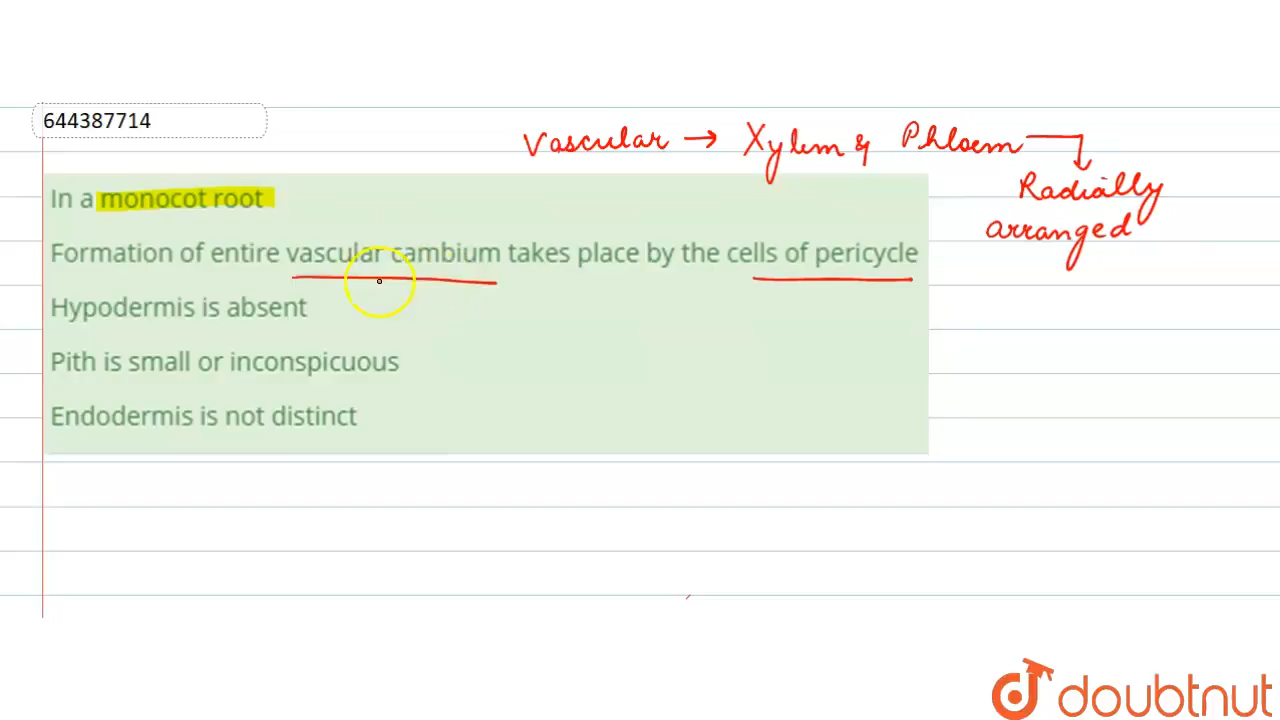 644387714
Vascular → Xylem & Phloem
Radially
arranged
In a monocot root
Formation of entire vascular cambium takes place by the cells of pericycle
Hypodermis is absent
Pith is small or inconspicuous
Endodermis is not distinct
doubtnut